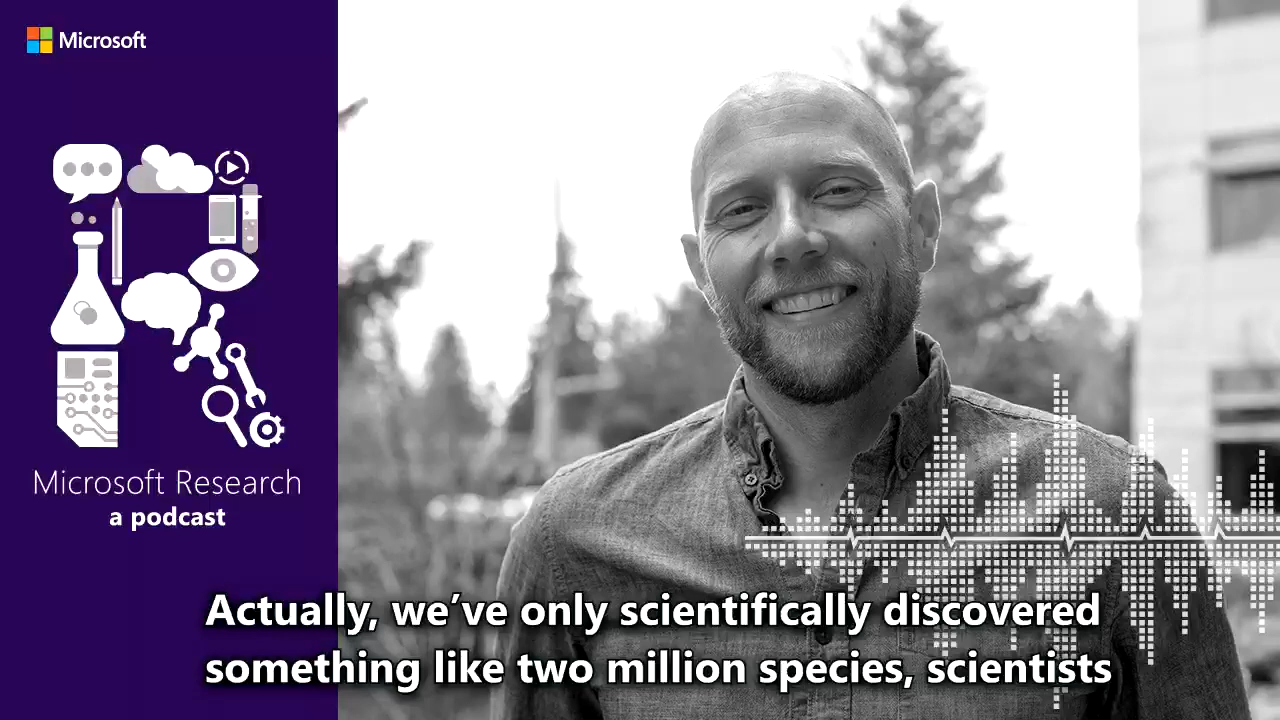 Microsoft
Microsoft Research
a podcast
Actually, we’ve only scientifically discovered
something like two million species, scientists